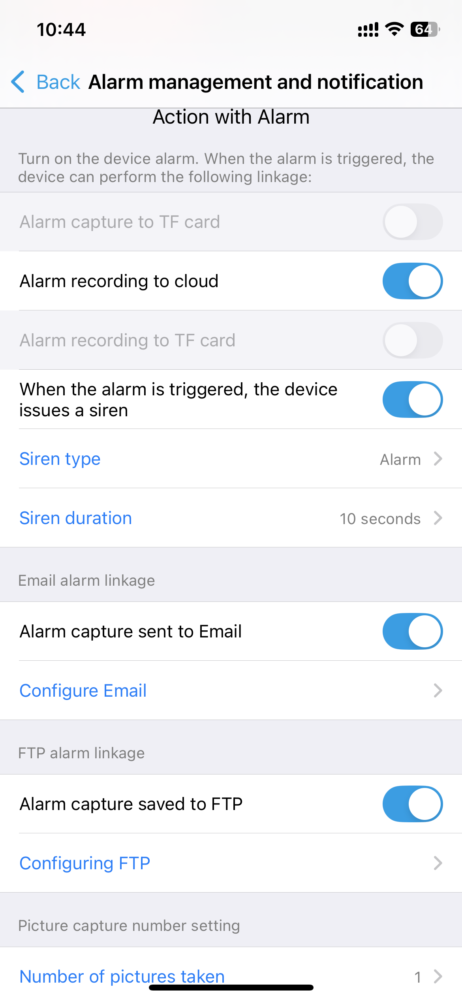 10:44
64
Back Alarm management and notification
Action with Alarm
Turn on the device alarm. When the alarm is triggered, the
device can perform the following linkage:
Alarm capture to TF card
Alarm recording to cloud
Alarm recording to TF card
When the alarm is triggered, the device
issues a siren
Siren type Alarm
Siren duration 10 seconds
Email alarm linkage
Alarm capture sent to Email
Configure Email
FTP alarm linkage
Alarm capture saved to FTP
Configuring FTP
Picture capture number setting
Number of pictures taken 1